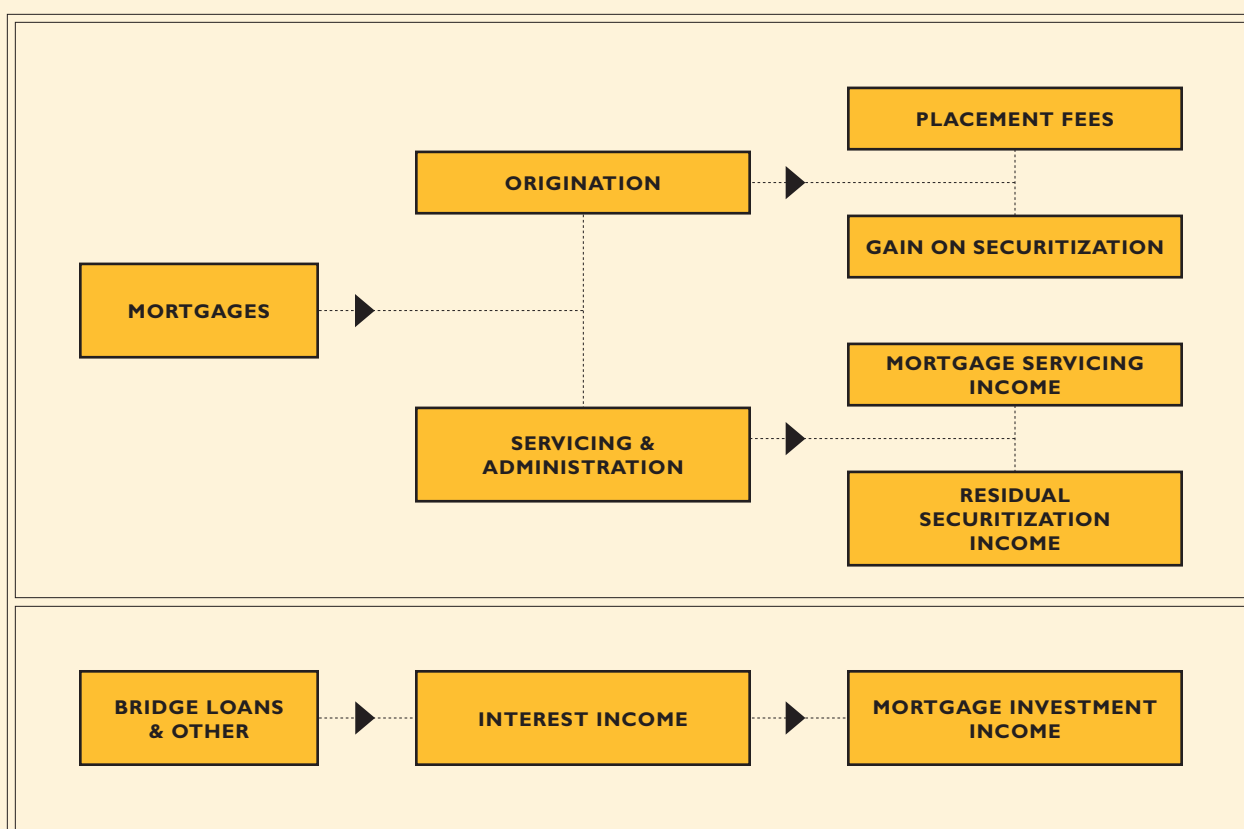 PLACEMENT FEES
ORIGINATION
GAIN ON SECURITIZATION
MORTGAGES
MORTGAGE SERVICING
INCOME
SERVICING &
ADMINISTRATION
RESIDUAL
SECURITIZATION
INCOME
BRIDGE LOANS
& OTHER
INTEREST INCOME
MORTGAGE INVESTMENT
INCOME